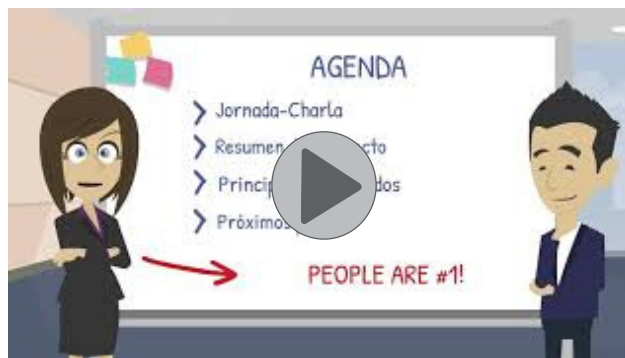 AGENDA
Jornada-Charla
Resumen
Próximos
PEOPLE ARE #1!